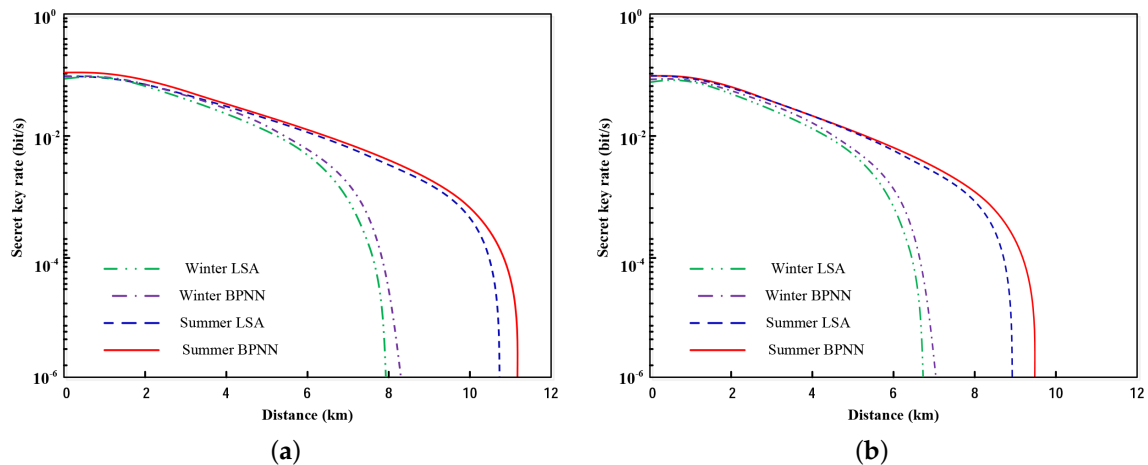 10^0
10^-2
10^-4
10^-6
Secret key rate (bit/s)
Winter LSA
Winter BPNN
Summer LSA
Summer BPNN
0 2 4 6 8 10 12
Distance (km)
(a)
10^0
10^-2
10^-4
10^-6
Secret key rate (bit/s)
Winter LSA
Winter BPNN
Summer LSA
Summer BPNN
0 2 4 6 8 10 12
Distance (km)
(b)